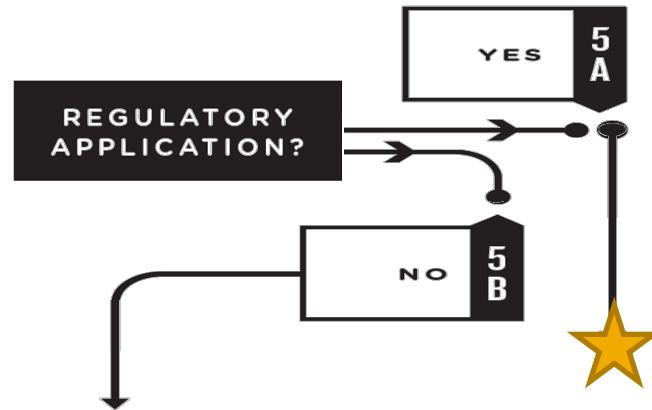 YES
5
A
REGULATORY
APPLICATION?
NO
5
B